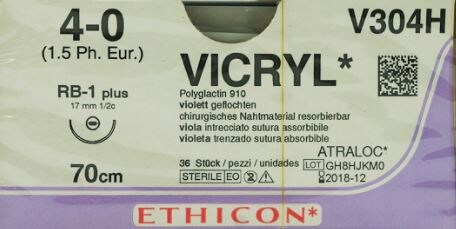 4-0
(1.5 Ph. Eur.)
V304H
VICRYL*
RB-1 plus
17 mm 1/2c
Polyglactin 910
violett geflochten
chirurgisches Nahtmaterial resorbierbar
viola intrecciato sutura assorbibile
violeta trenzado sutura absorbible
ATRALOC*
70cm
36 Stück / pezzi / unidades
LOT GH8HJKM0
STERILE EO
2
2018-12
ETHICON*